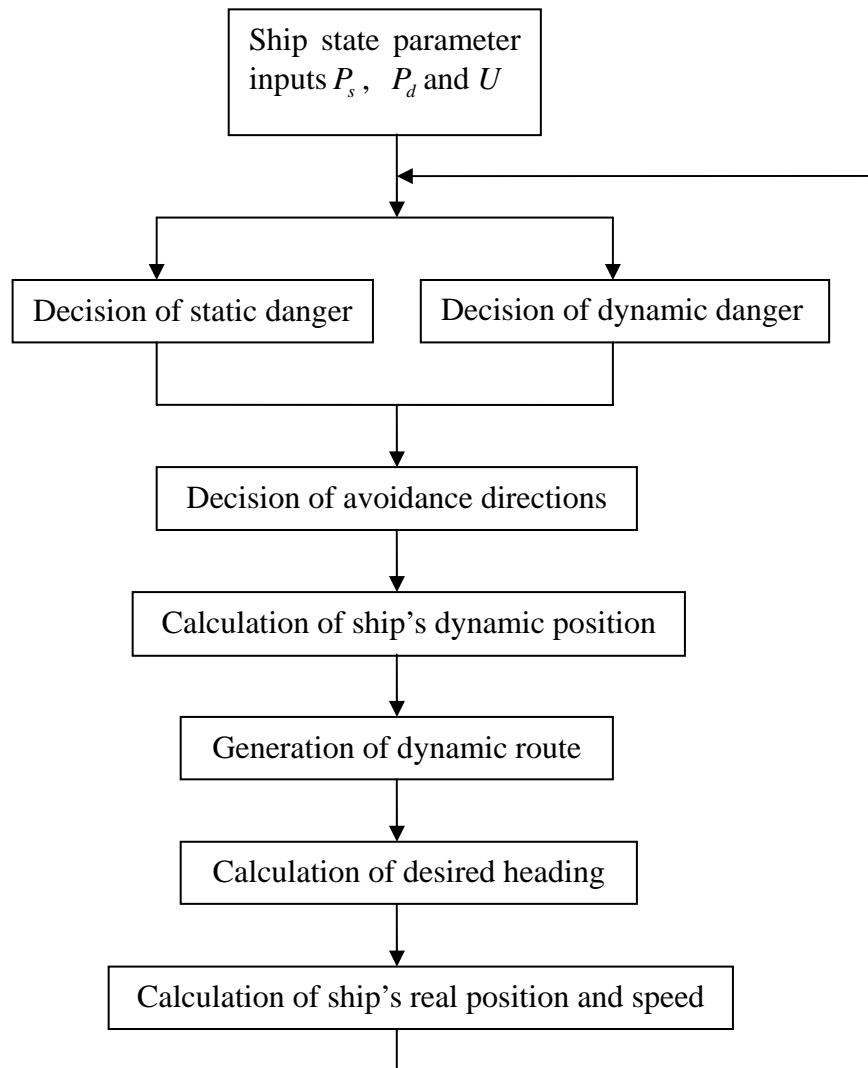 Ship state parameter
inputs P_s , P_d and U
Decision of static danger
Decision of dynamic danger
Decision of avoidance directions
Calculation of ship’s dynamic position
Generation of dynamic route
Calculation of desired heading
Calculation of ship’s real position and speed